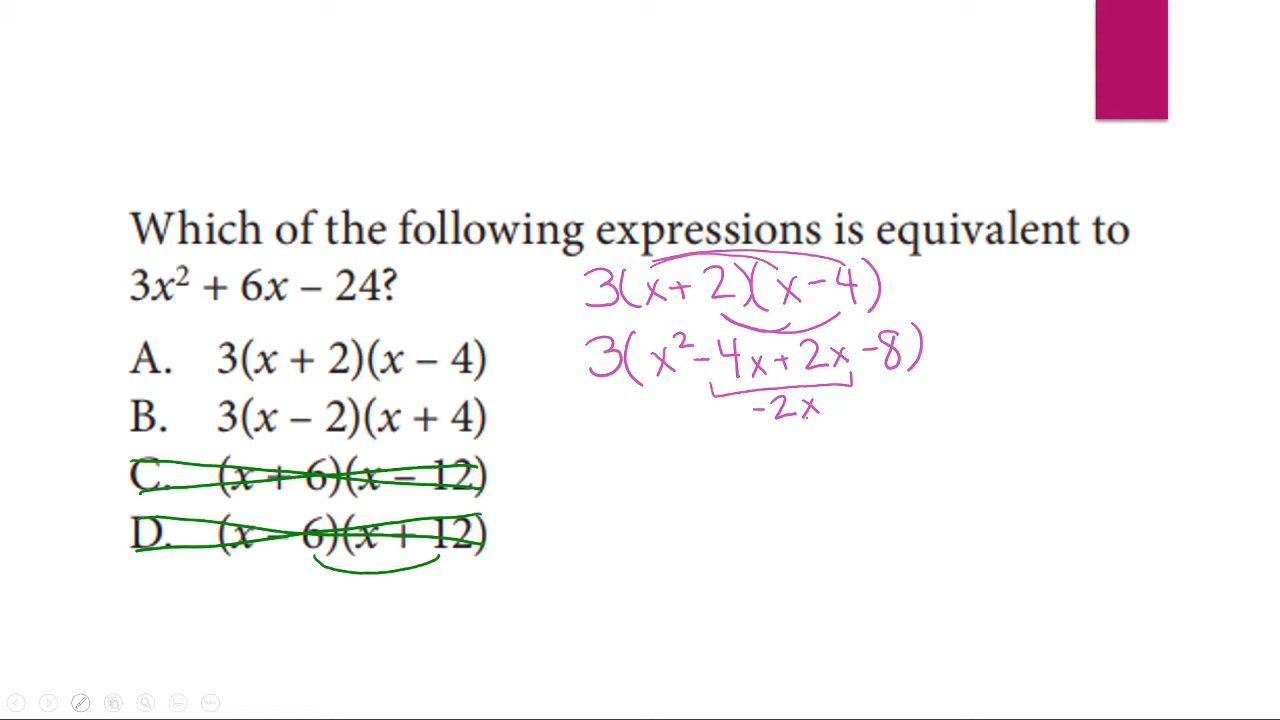 Which of the following expressions is equivalent to
3x² + 6x – 24?
3(x+2)(x-4)
A. 3(x + 2)(x – 4)
3(x²-4x+2x-8)
-2x
B. 3(x – 2)(x + 4)
C. (x + 6)(x – 12)
D. (x – 6)(x + 12)